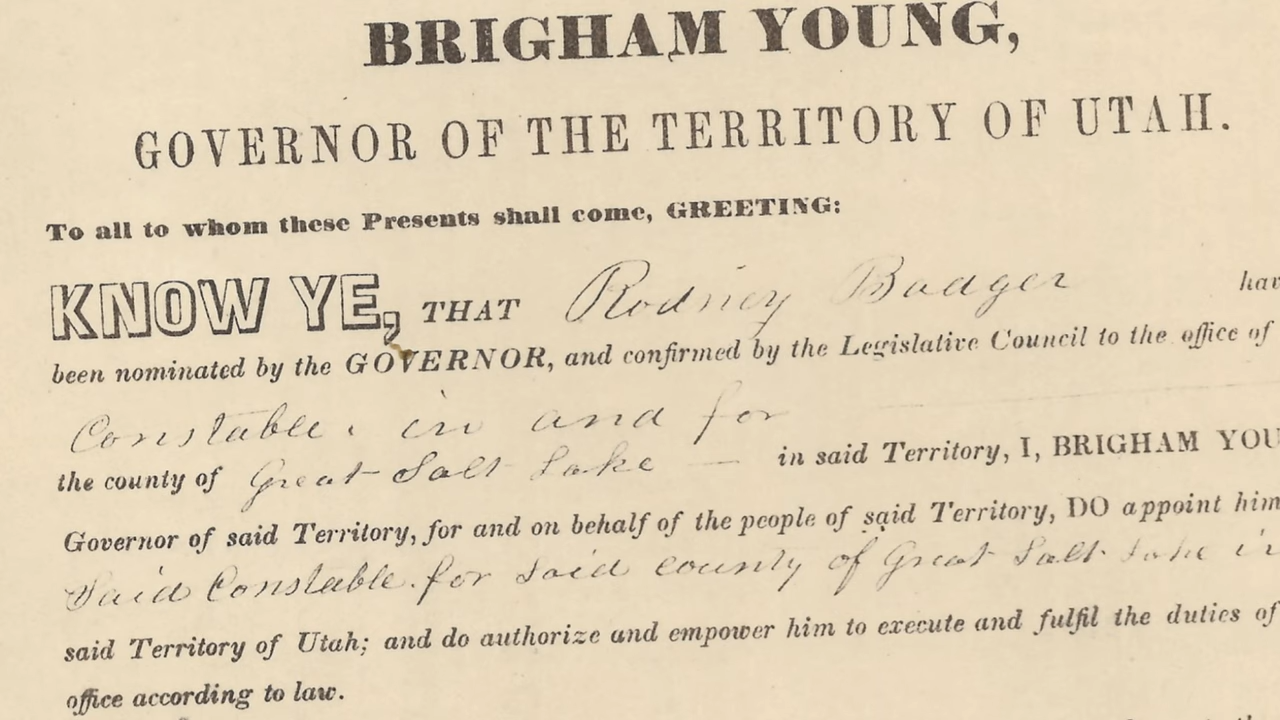 BRIGHAM YOUNG,
GOVERNOR OF THE TERRITORY OF UTAH.
To all to whom these Presents shall come, GREETING:
KNOW YE, THAT Rodney Badger
been nominated by the GOVERNOR, and confirmed by the Legislative Council to the office of
Constable. in and for
the county of Great Salt Lake — in said Territory, I, BRIGHAM YOU
Governor of said Territory, for and on behalf of the people of said Territory, DO appoint him
Said Constable for Said county of Great Salt Lake in
said Territory of Utah; and do authorize and empower him to execute and fulfil the duties of
office according to law.